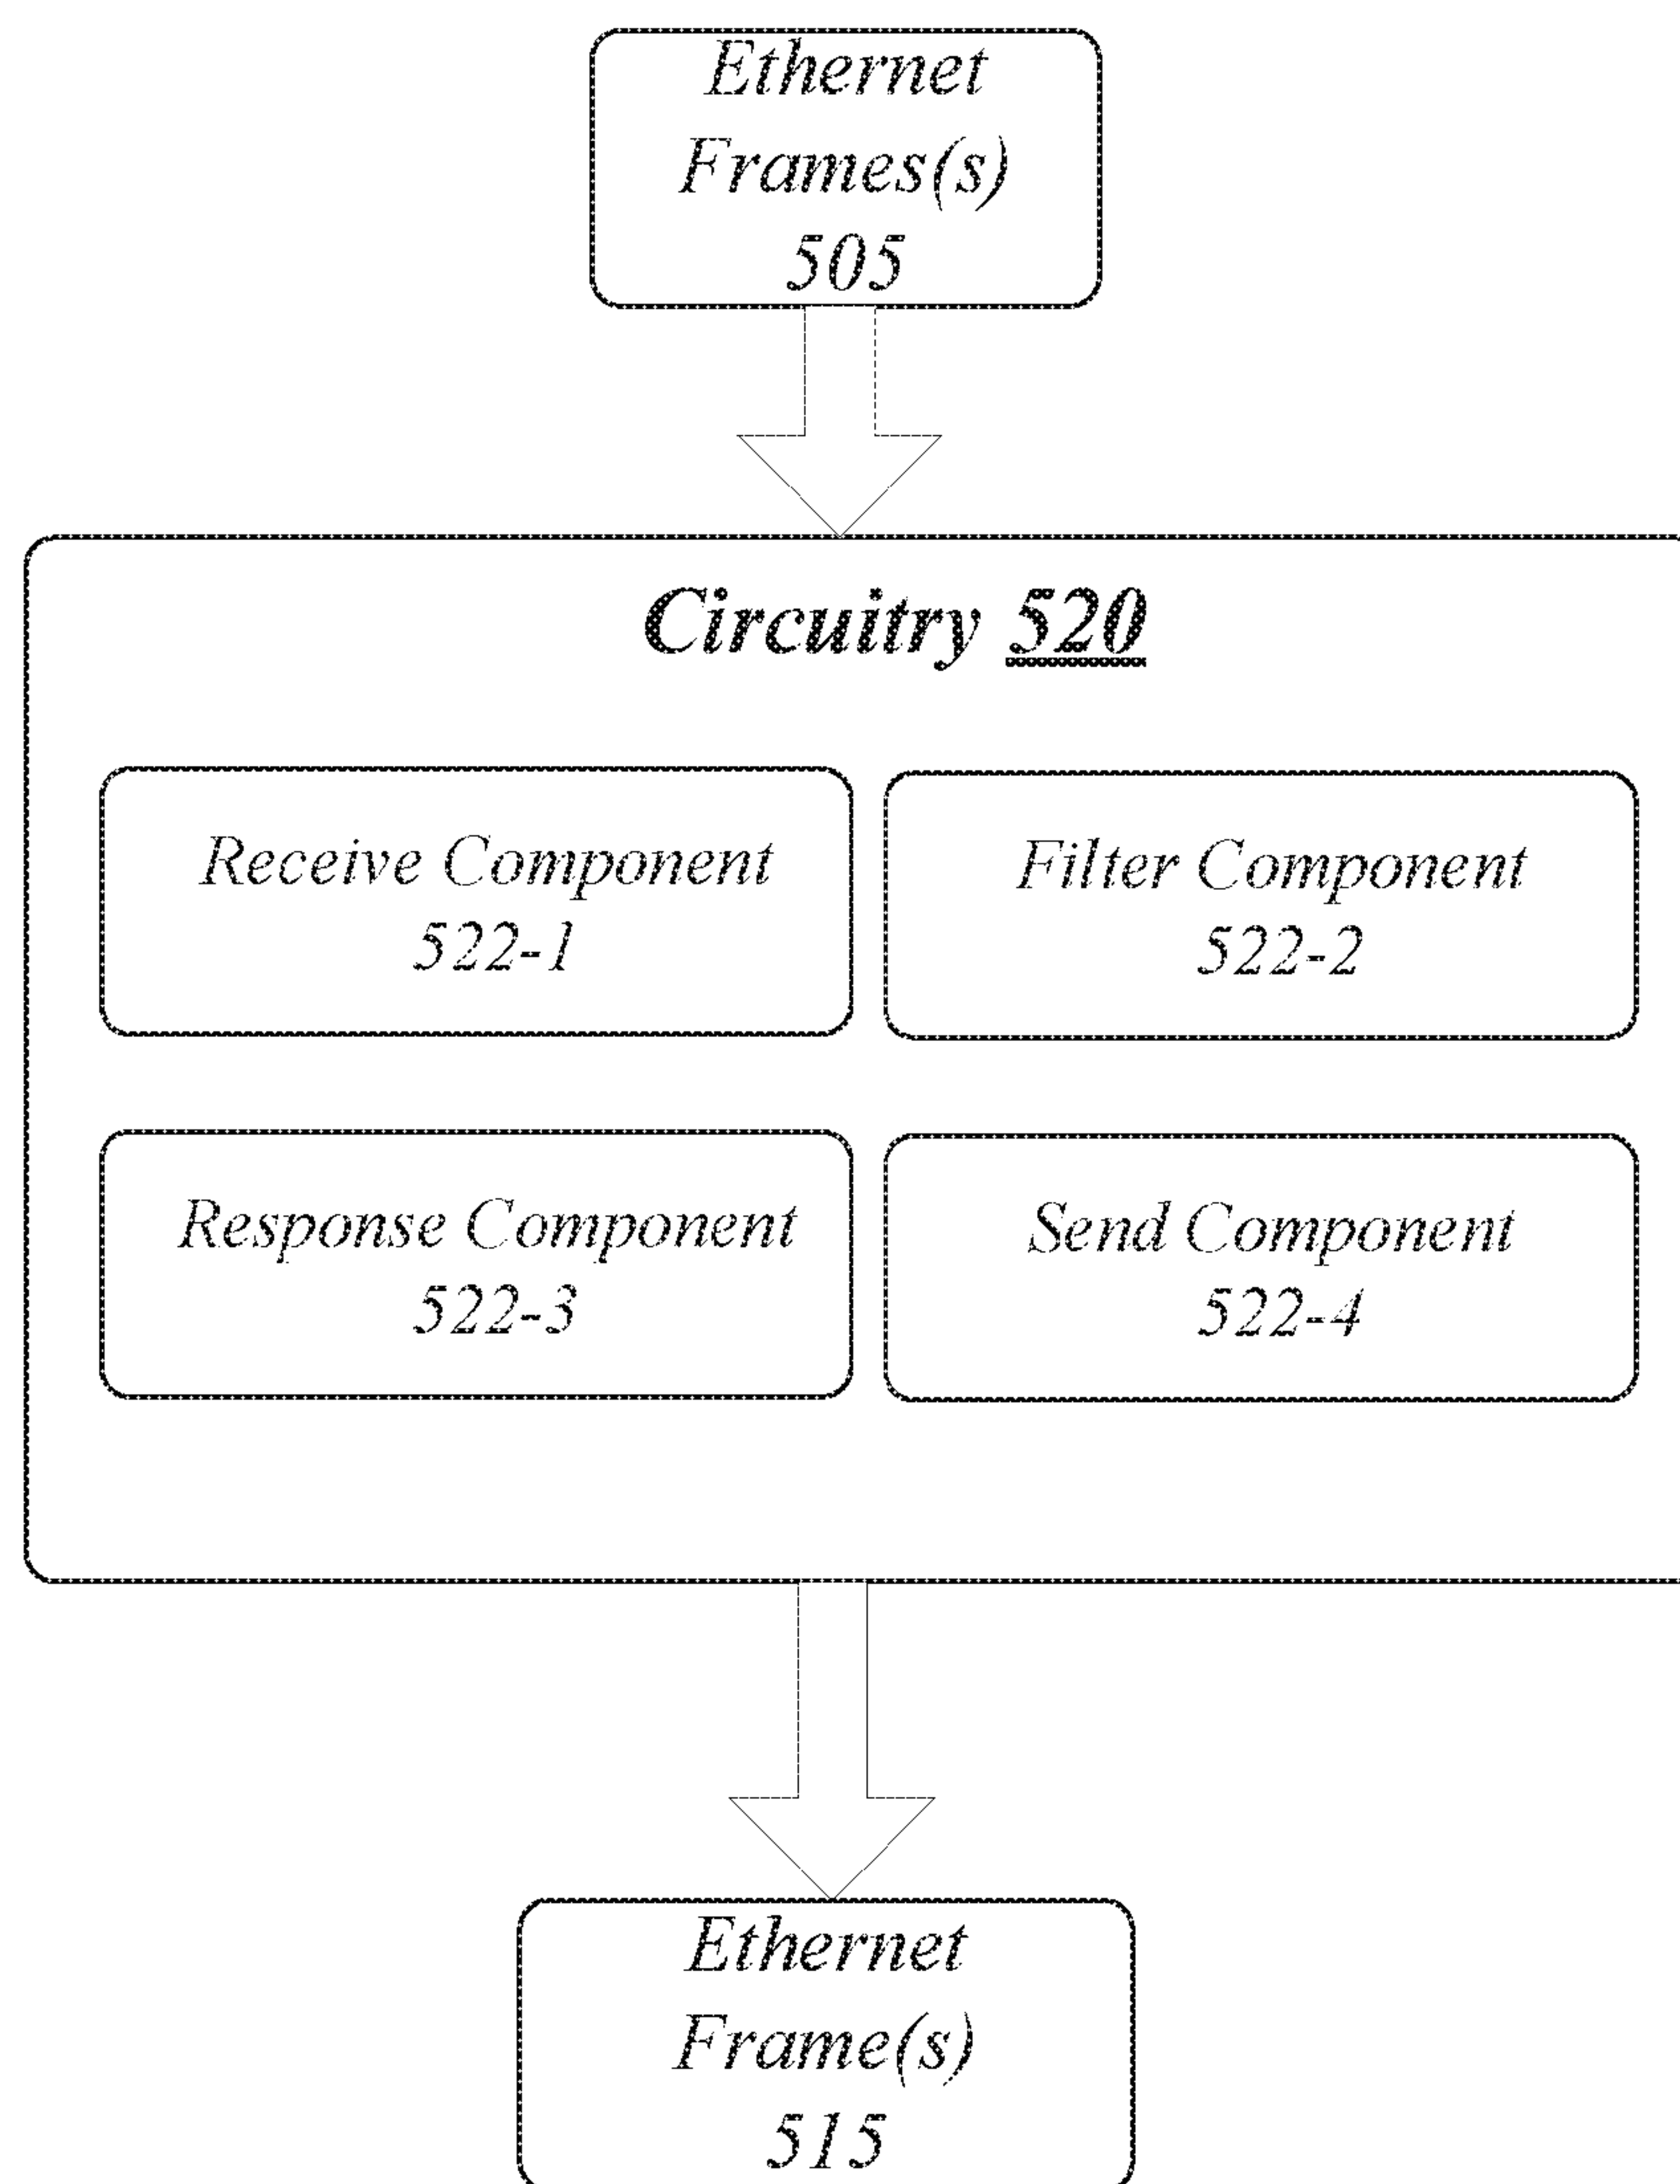 Ethernet
Frames(s)
505
Circuitry 520
Receive Component
522-1
Filter Component
522-2
Response Component
522-3
Send Component
522-4
Ethernet
Frame(s)
515